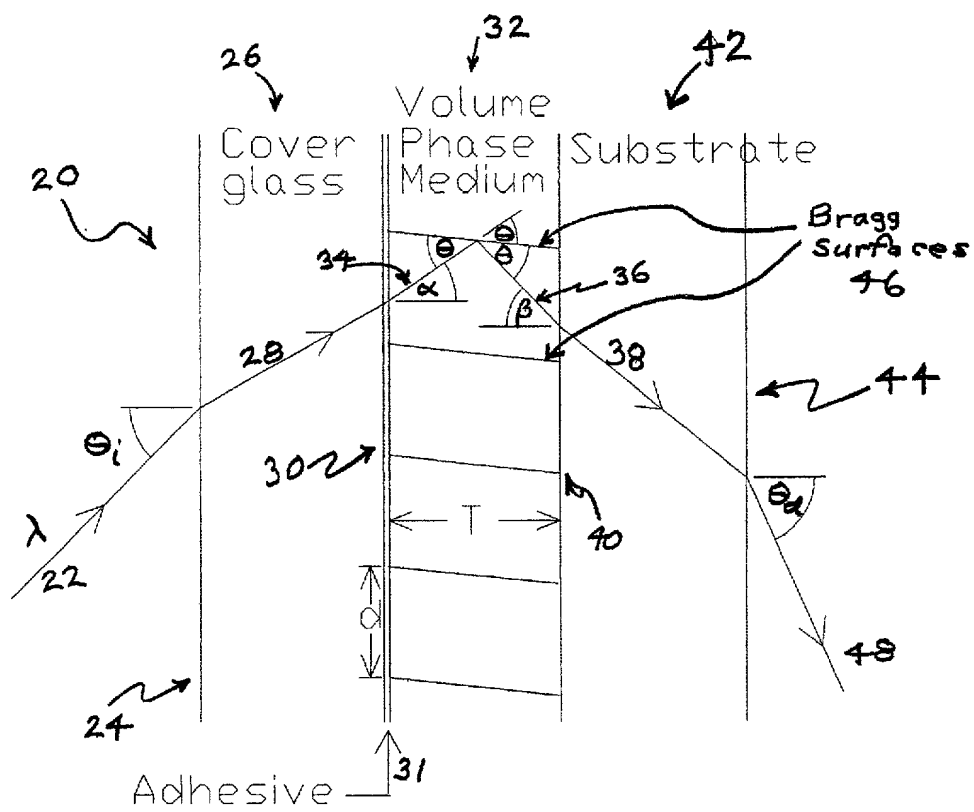 32
26
42
Volume
Phase
Medium
Cover
glass
Substrate
20
Bragg
surfaces
46
θ
θ
θ
34
α
36
β
28
38
44
θi
30
T
40
λ
22
d
θd
48
24
31
Adhesive